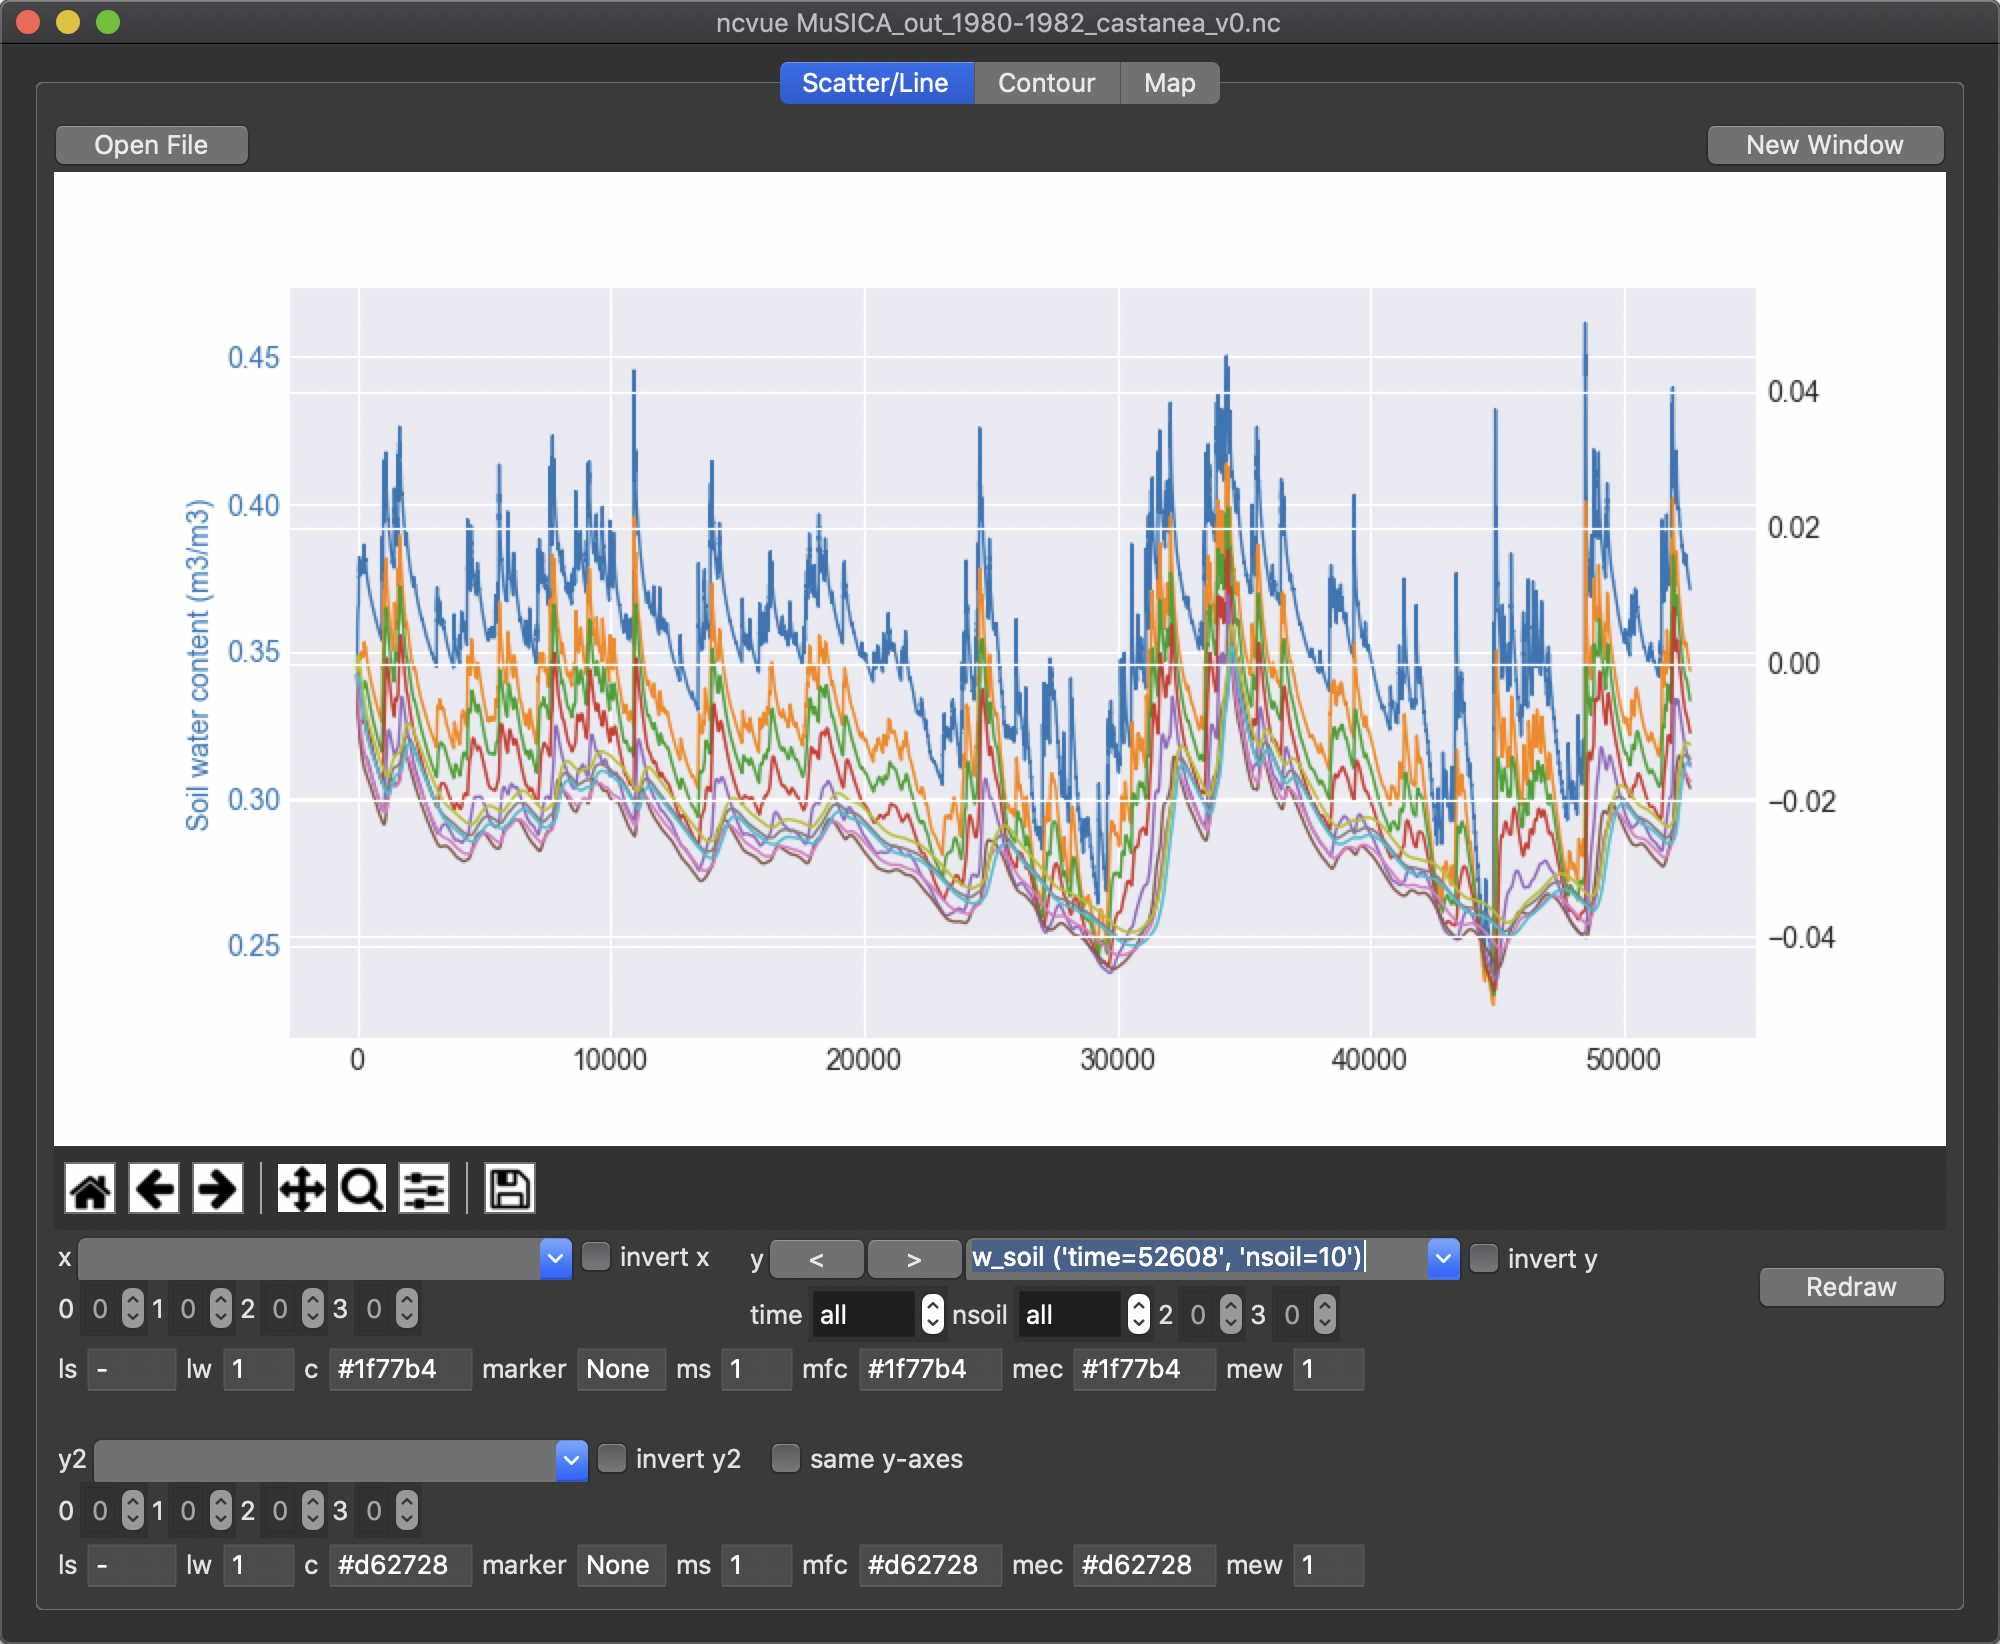 ncvue MuSICA_out_1980-1982_castanea_v0.nc
Scatter/Line Contour Map
Open File New Window
Soil water content (m3/m3)
0.45
0.40
0.35
0.30
0.25
0.04
0.02
0.00
−0.02
−0.04
0 10000 20000 30000 40000 50000
x invert x y < > w_soil ('time=52608', 'nsoil=10') invert y
Redraw
0 0 1 0 2 0 3 0 time all nsoil all 2 0 3 0
ls - lw 1 c #1f77b4 marker None ms 1 mfc #1f77b4 mec #1f77b4 mew 1
y2 invert y2 same y-axes
0 0 1 0 2 0 3 0
ls - lw 1 c #d62728 marker None ms 1 mfc #d62728 mec #d62728 mew 1